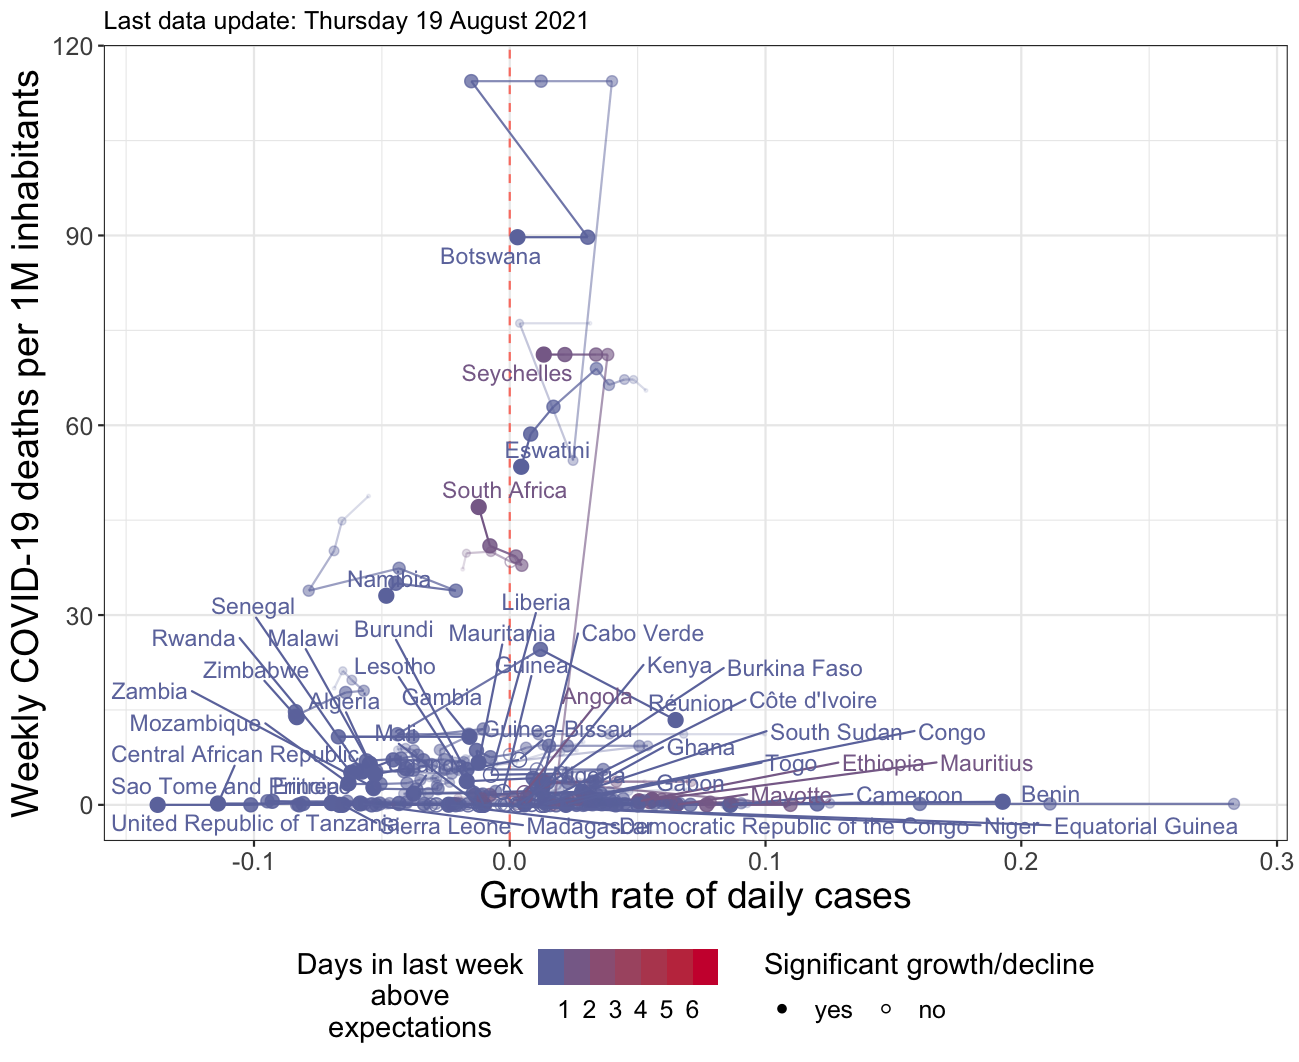 Last data update: Thursday 19 August 2021
Weekly COVID-19 deaths per 1M inhabitants
120
90
60
30
0
Botswana
Seychelles
Eswatini
South Africa
Namibia
Liberia
Senegal
Burundi
Mauritania
Cabo Verde
Rwanda
Malawi
Guinea
Kenya
Burkina Faso
Zimbabwe
Lesotho
Zambia
Algeria
Gambia
Angola
Réunion
Côte d'Ivoire
Mozambique
Mali
Guinea-Bissau
South Sudan
Congo
Central African Republic
Ghana
Togo
Ethiopia
Mauritius
Sao Tome and Principe
Eritrea
Nigeria
Gabon
Mayotte
Cameroon
Benin
United Republic of Tanzania
Sierra Leone
Madagascar
Democratic Republic of the Congo
Niger
Equatorial Guinea
-0.1
0.0
0.1
0.2
0.3
Growth rate of daily cases
Days in last week
above
expectations
1 2 3 4 5 6
Significant growth/decline
yes
no